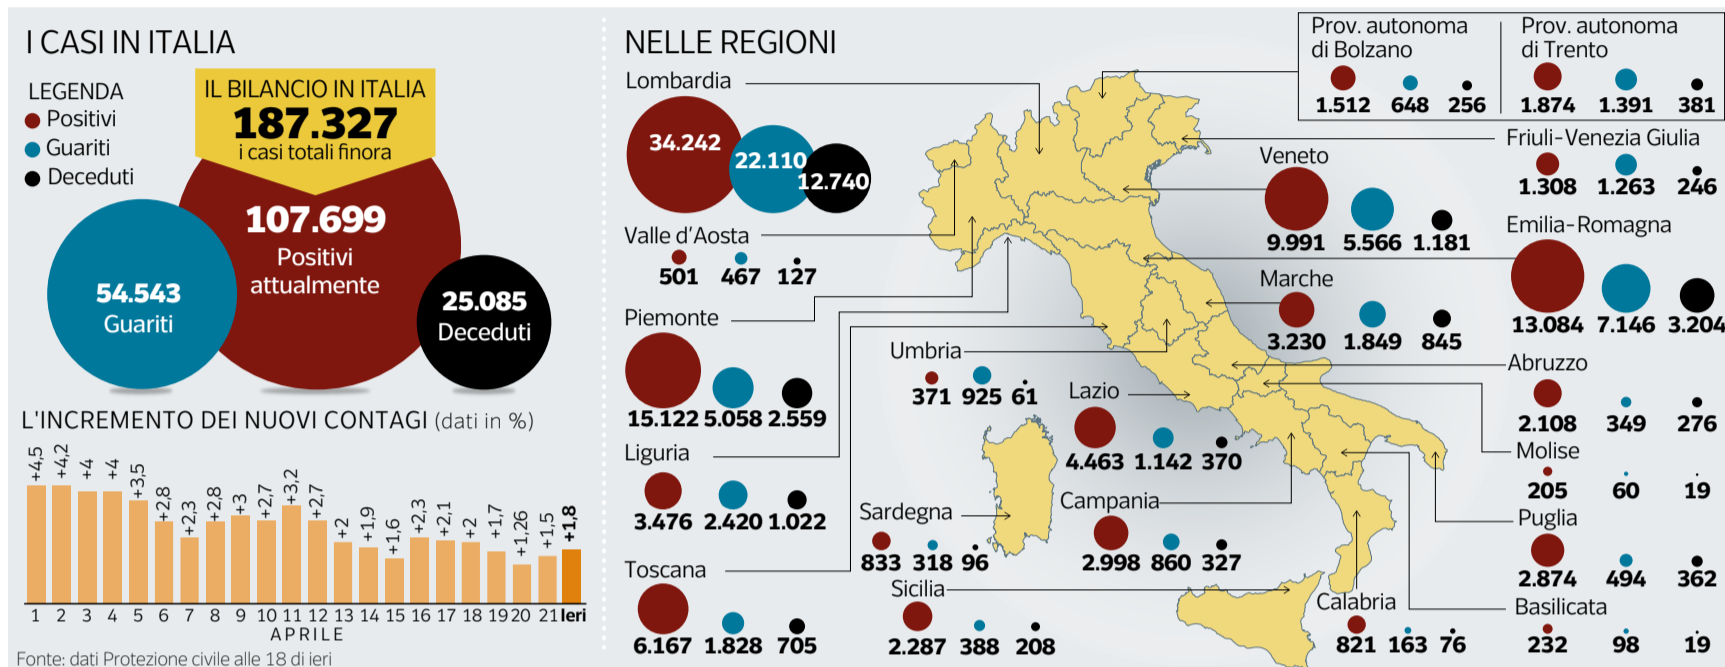 I CASI IN ITALIA
LEGENDA
Positivi
Guariti
Deceduti
IL BILANCIO IN ITALIA
187.327
i casi totali finora
107.699
Positivi
attualmente
54.543
Guariti
25.085
Deceduti
L'INCREMENTO DEI NUOVI CONTAGI (dati in %)
+4,5 +4,2 +4 +4 +3,5 +2,8 +2,3 +2,8 +3 +2,7 +3,2 +2,7 +2 +1,9 +1,6 +2,3 +2,1 +2 +1,7 +1,26 +1,5 +1,8
1 2 3 4 5 6 7 8 9 10 11 12 13 14 15 16 17 18 19 20 21 Ieri
APRILE
Fonte: dati Protezione civile alle 18 di ieri
NELLE REGIONI
Lombardia
34.242 22.110 12.740
Valle d'Aosta
501 467 127
Piemonte
15.122 5.058 2.559
Liguria
3.476 2.420 1.022
Toscana
6.167 1.828 705
Umbria
371 925 61
Lazio
4.463 1.142 370
Sardegna
833 318 96
Campania
2.998 860 327
Sicilia
2.287 388 208
Prov. autonoma
di Bolzano
1.512 648 256
Prov. autonoma
di Trento
1.874 1.391 381
Friuli-Venezia Giulia
1.308 1.263 246
Veneto
9.991 5.566 1.181
Emilia-Romagna
13.084 7.146 3.204
Marche
3.230 1.849 845
Abruzzo
2.108 349 276
Molise
205 60 19
Puglia
2.874 494 362
Calabria
821 163 76
Basilicata
232 98 19